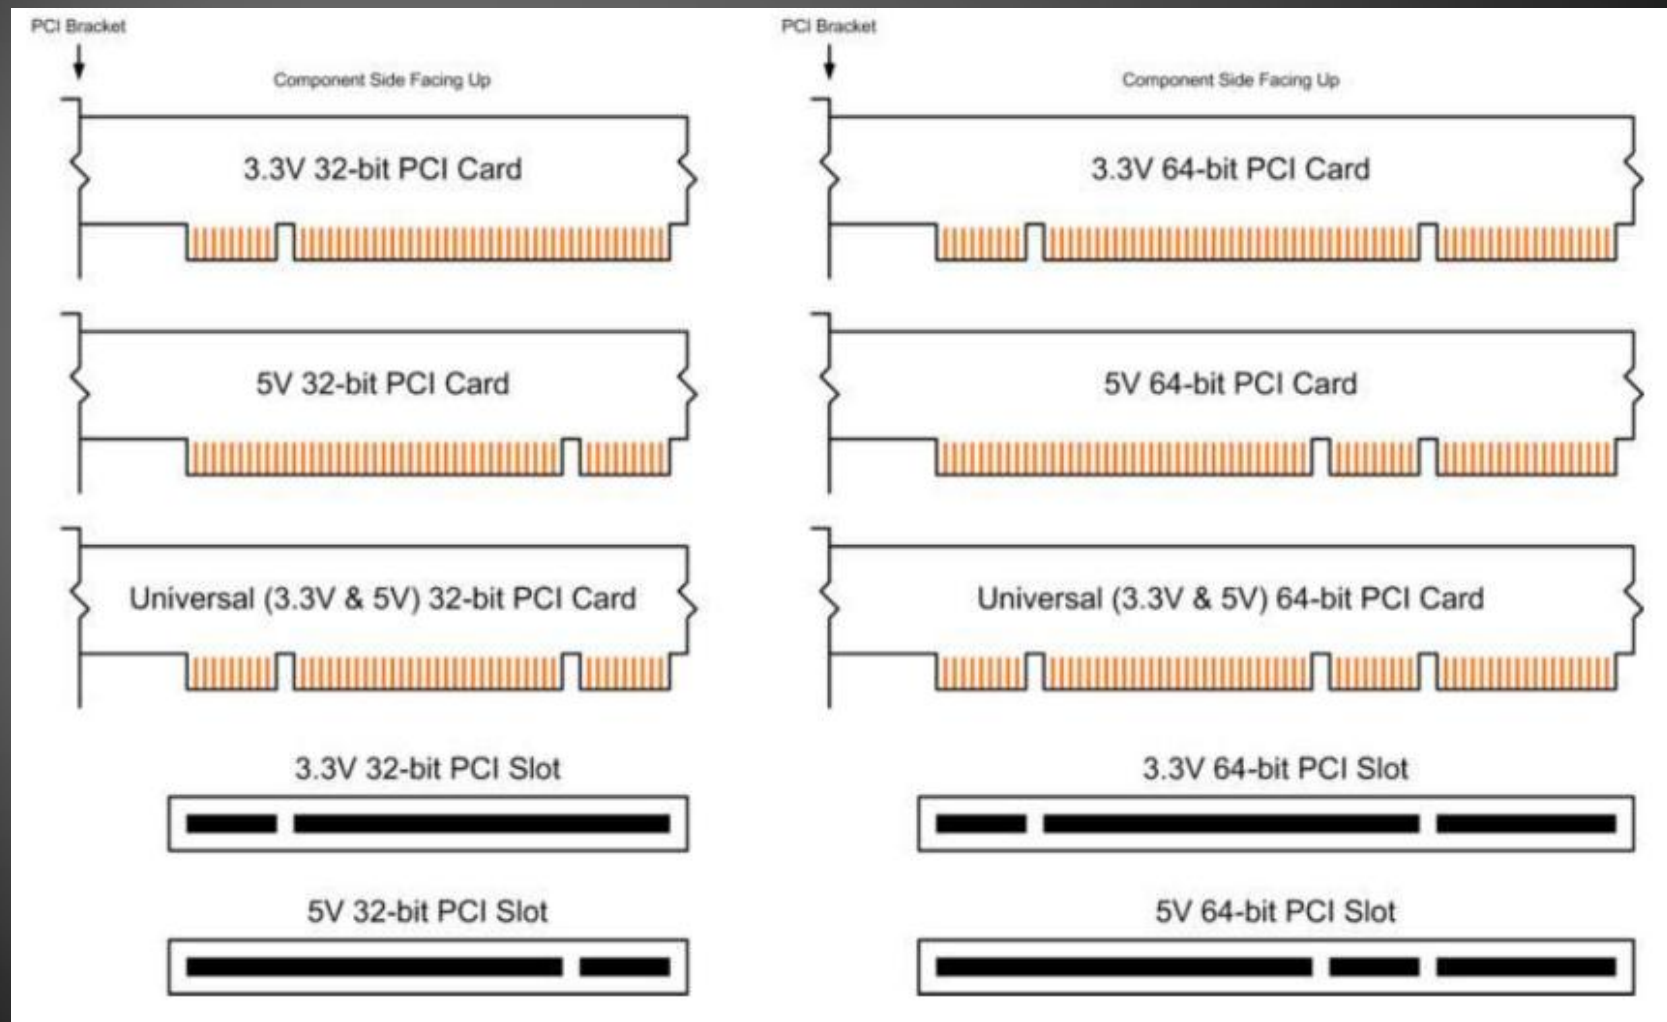 PCI Bracket
PCI Bracket
Component Side Facing Up
Component Side Facing Up
3.3V 32-bit PCI Card
3.3V 64-bit PCI Card
5V 32-bit PCI Card
5V 64-bit PCI Card
Universal (3.3V & 5V) 32-bit PCI Card
Universal (3.3V & 5V) 64-bit PCI Card
3.3V 32-bit PCI Slot
3.3V 64-bit PCI Slot
5V 32-bit PCI Slot
5V 64-bit PCI Slot